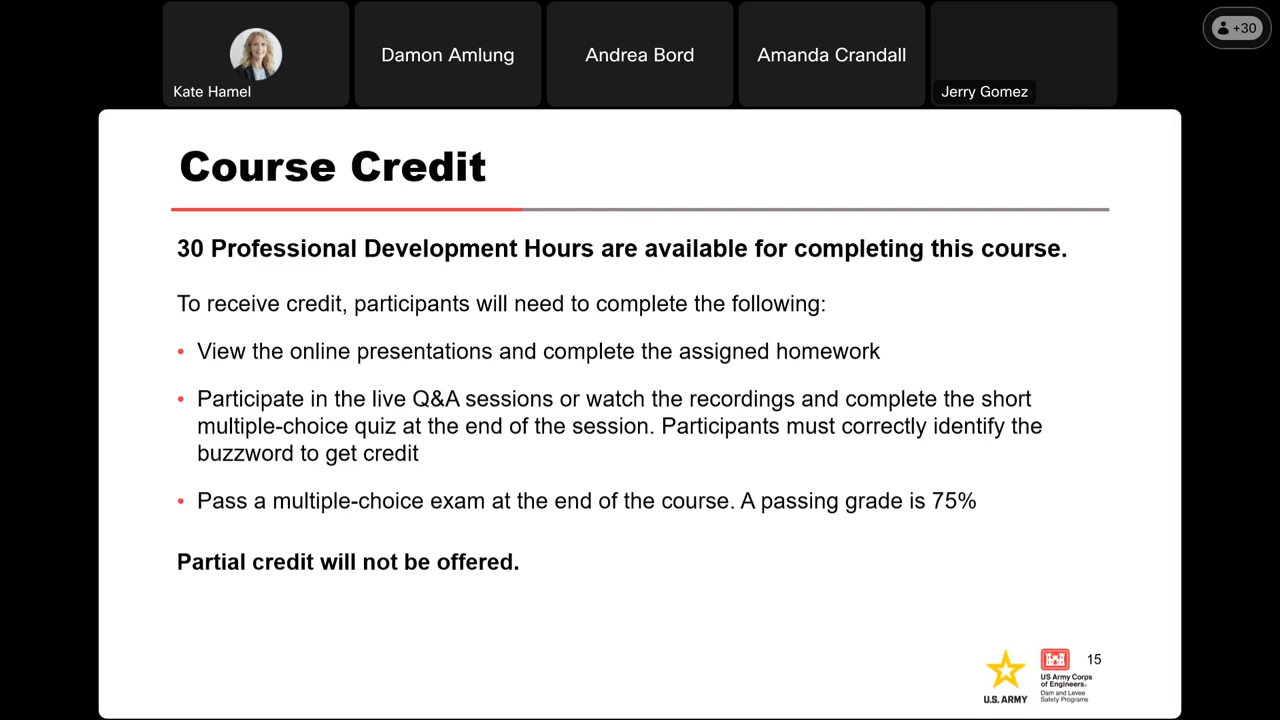 Kate Hamel
Damon Amlung
Andrea Bord
Amanda Crandall
Jerry Gomez
+30
Course Credit
30 Professional Development Hours are available for completing this course.
To receive credit, participants will need to complete the following:
• View the online presentations and complete the assigned homework
• Participate in the live Q&A sessions or watch the recordings and complete the short
multiple-choice quiz at the end of the session. Participants must correctly identify the
buzzword to get credit
• Pass a multiple-choice exam at the end of the course. A passing grade is 75%
Partial credit will not be offered.
U.S. ARMY
US Army Corps
of Engineers.
Dam and Levee
Safety Programs
15